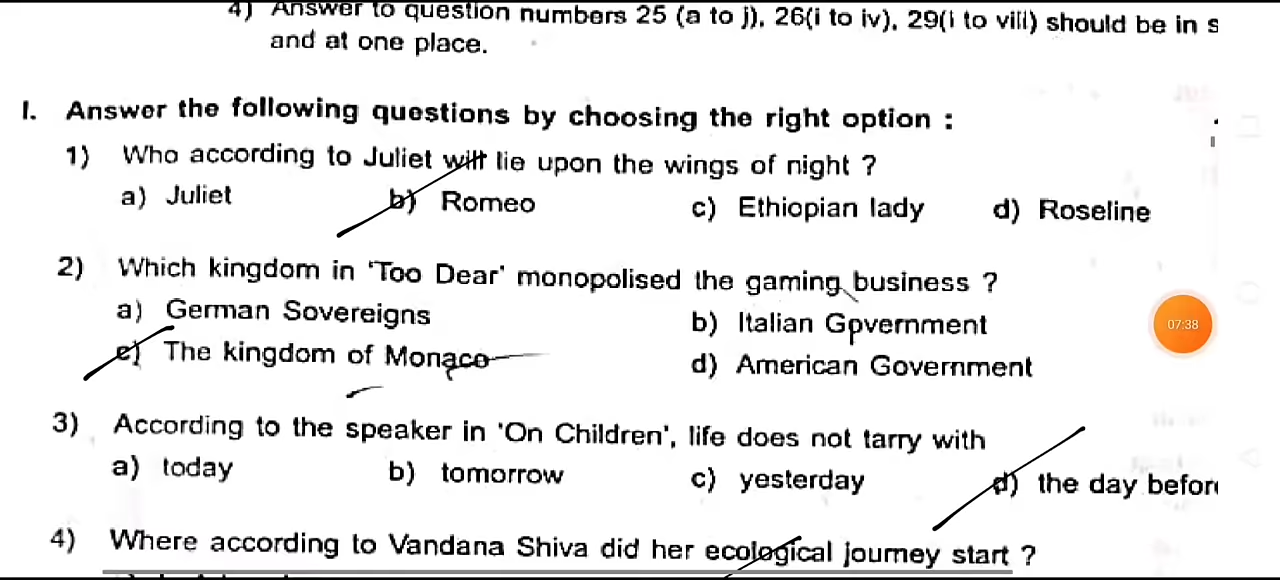 4) Answer to question numbers 25 (a to j), 26(i to iv), 29(i to viii) should be in s
and at one place.
I. Answer the following questions by choosing the right option :
1) Who according to Juliet will lie upon the wings of night ?
a) Juliet b) Romeo c) Ethiopian lady d) Roseline
2) Which kingdom in 'Too Dear' monopolised the gaming business ?
a) German Sovereigns b) Italian Government
c) The kingdom of Monaco d) American Government
07:38
3) According to the speaker in 'On Children', life does not tarry with
a) today b) tomorrow c) yesterday d) the day befor
4) Where according to Vandana Shiva did her ecological journey start ?